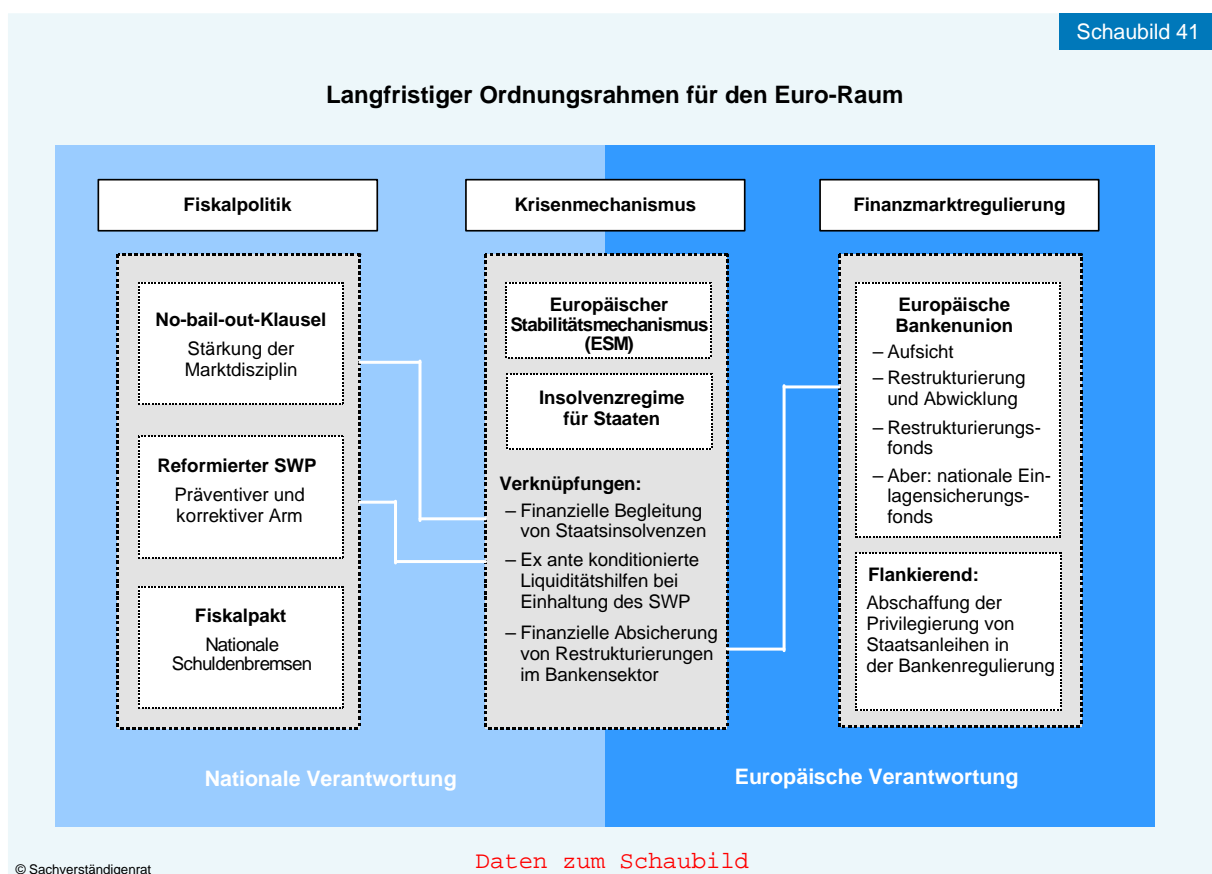 Schaubild 41
Langfristiger Ordnungsrahmen für den Euro-Raum
Fiskalpolitik
No-bail-out-Klausel
Stärkung der
Marktdisziplin
Reformierter SWP
Präventiver und
korrektiver Arm
Fiskalpakt
Nationale
Schuldenbremsen
Krisenmechanismus
Europäischer
Stabilitätsmechanismus
(ESM)
Insolvenzregime
für Staaten
Verknüpfungen:
– Finanzielle Begleitung
von Staatsinsolvenzen
– Ex ante konditionierte
Liquiditätshilfen bei
Einhaltung des SWP
– Finanzielle Absicherung
von Restrukturierungen
im Bankensektor
Finanzmarktregulierung
Europäische
Bankenunion
– Aufsicht
– Restrukturierung
und Abwicklung
– Restrukturierungs-
fonds
– Aber: nationale Ein-
lagensicherungs-
fonds
Flankierend:
Abschaffung der
Privilegierung von
Staatsanleihen in
der Bankenregulierung
Nationale Verantwortung
Europäische Verantwortung
Daten zum Schaubild
© Sachverständigenrat